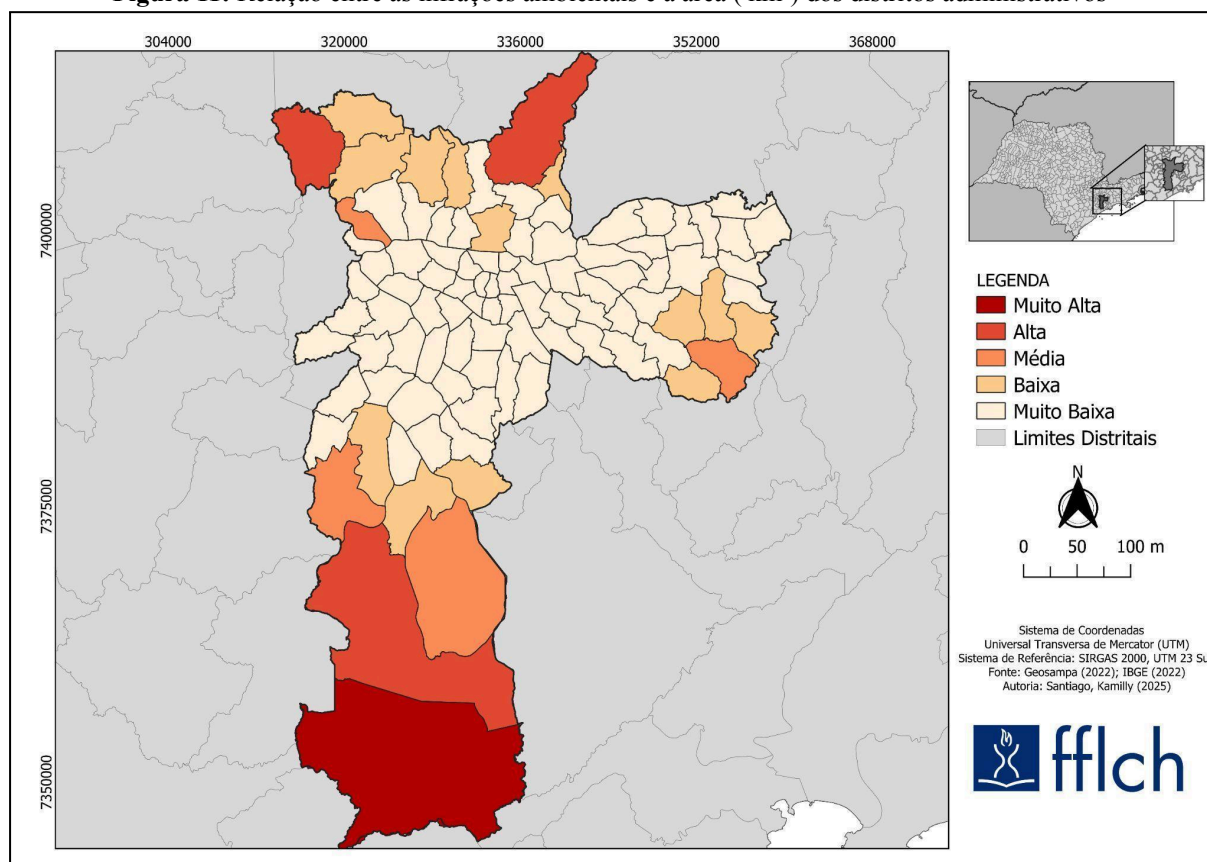 Figura 11: Relação entre as infrações ambientais e a área (km²) dos distritos administrativos
304000 320000 336000 352000 368000
7400000
7375000
7350000
LEGENDA
Muito Alta
Alta
Média
Baixa
Muito Baixa
Limites Distritais
N
0 50 100 m
Sistema de Coordenadas
Universal Transversa de Mercator (UTM)
Sistema de Referência: SIRGAS 2000, UTM 23 Su
Fonte: Geosampa (2022); IBGE (2022)
Autoria: Santiago, Kamilly (2025)
fflch